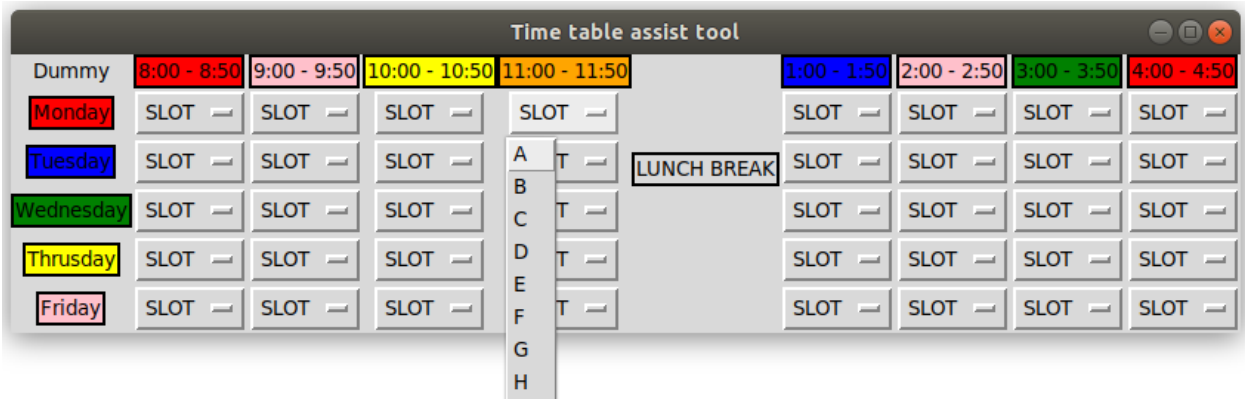 Time table assist tool
Dummy 8:00 - 8:50 9:00 - 9:50 10:00 - 10:50 11:00 - 11:50 1:00 - 1:50 2:00 - 2:50 3:00 - 3:50 4:00 - 4:50
Monday SLOT SLOT SLOT SLOT SLOT SLOT SLOT SLOT
Tuesday SLOT SLOT SLOT A T LUNCH BREAK SLOT SLOT SLOT SLOT
B
Wednesday SLOT SLOT SLOT C T SLOT SLOT SLOT SLOT
Thrusday SLOT SLOT SLOT D T SLOT SLOT SLOT SLOT
E
Friday SLOT SLOT SLOT F T SLOT SLOT SLOT SLOT
G
H